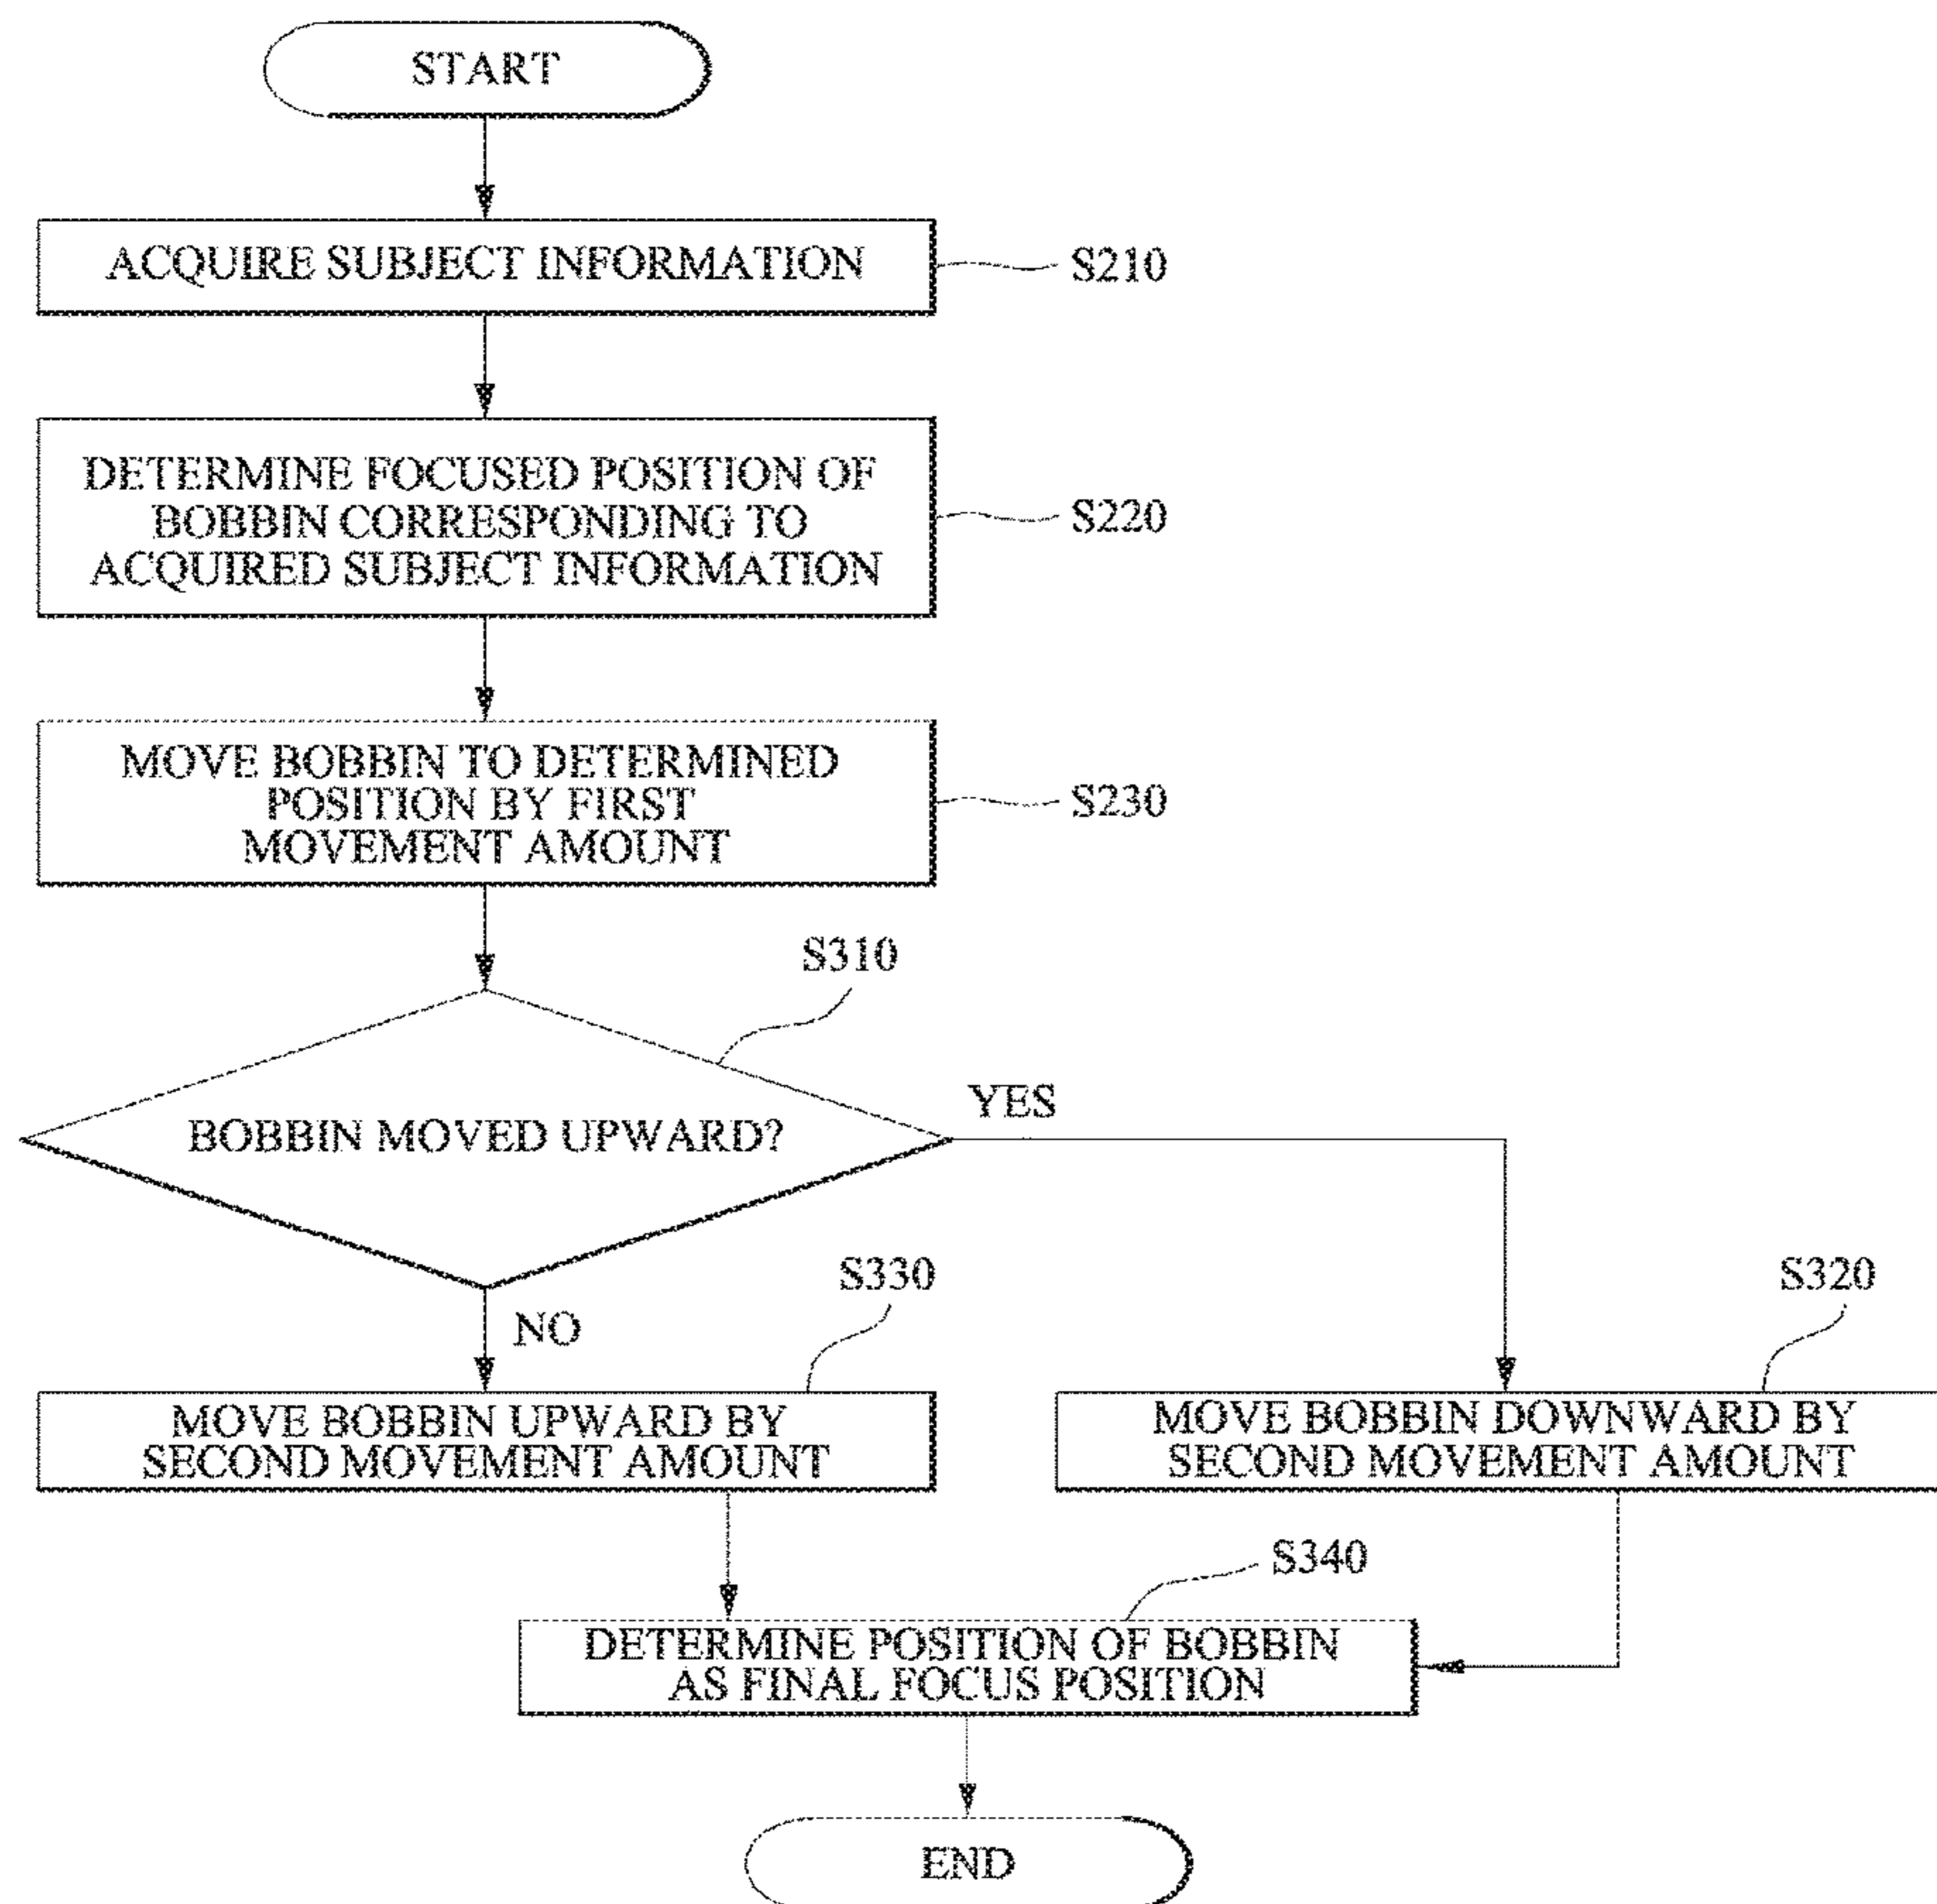 START
ACQUIRE SUBJECT INFORMATION
S210
DETERMINE FOCUSED POSITION OF
BOBBIN CORRESPONDING TO
ACQUIRED SUBJECT INFORMATION
S220
MOVE BOBBIN TO DETERMINED
POSITION BY FIRST
MOVEMENT AMOUNT
S230
S310
BOBBIN MOVED UPWARD?
YES
NO
S330
MOVE BOBBIN UPWARD BY
SECOND MOVEMENT AMOUNT
S320
MOVE BOBBIN DOWNWARD BY
SECOND MOVEMENT AMOUNT
S340
DETERMINE POSITION OF BOBBIN
AS FINAL FOCUS POSITION
END